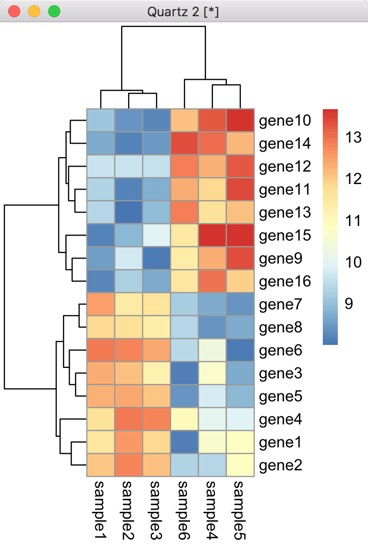 Quartz 2 [*]
gene10
gene14
gene12
gene11
gene13
gene15
gene9
gene16
gene7
gene8
gene6
gene3
gene5
gene4
gene1
gene2
13
12
11
10
9
sample1
sample2
sample3
sample6
sample4
sample5